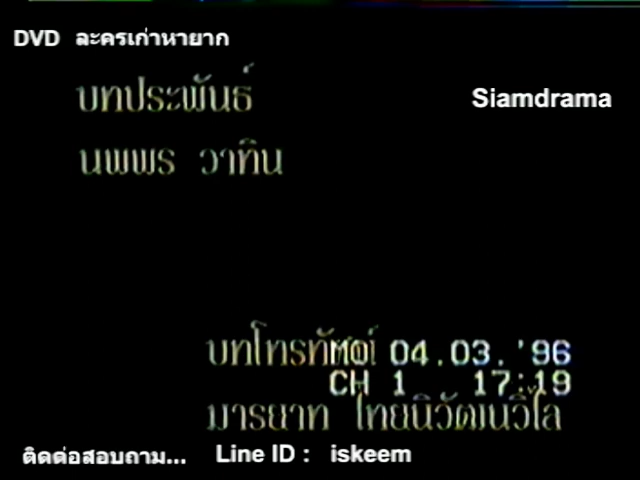 DVD ละครเก่าหายาก
บทประพันธ์
Siamdrama
นพพร วาทิน
บทโทรทัศน์
MO 04.03.'96
CH 1 17:19
มารยาท ไทยนิวัฒนวิไล
ติดต่อสอบถาม... Line ID : iskeem